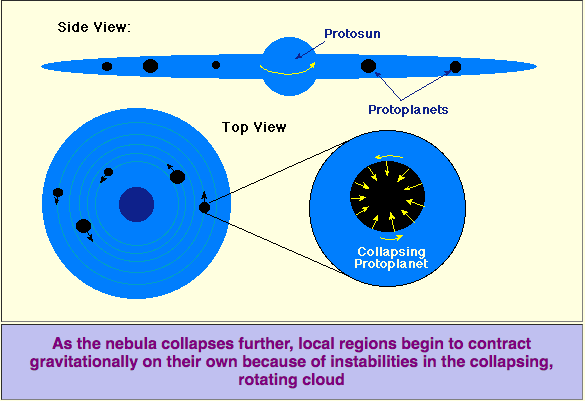 Side View:
Protosun
Protoplanets
Top View
Collapsing
Protoplanet
As the nebula collapses further, local regions begin to contract
gravitationally on their own because of instabilities in the collapsing,
rotating cloud